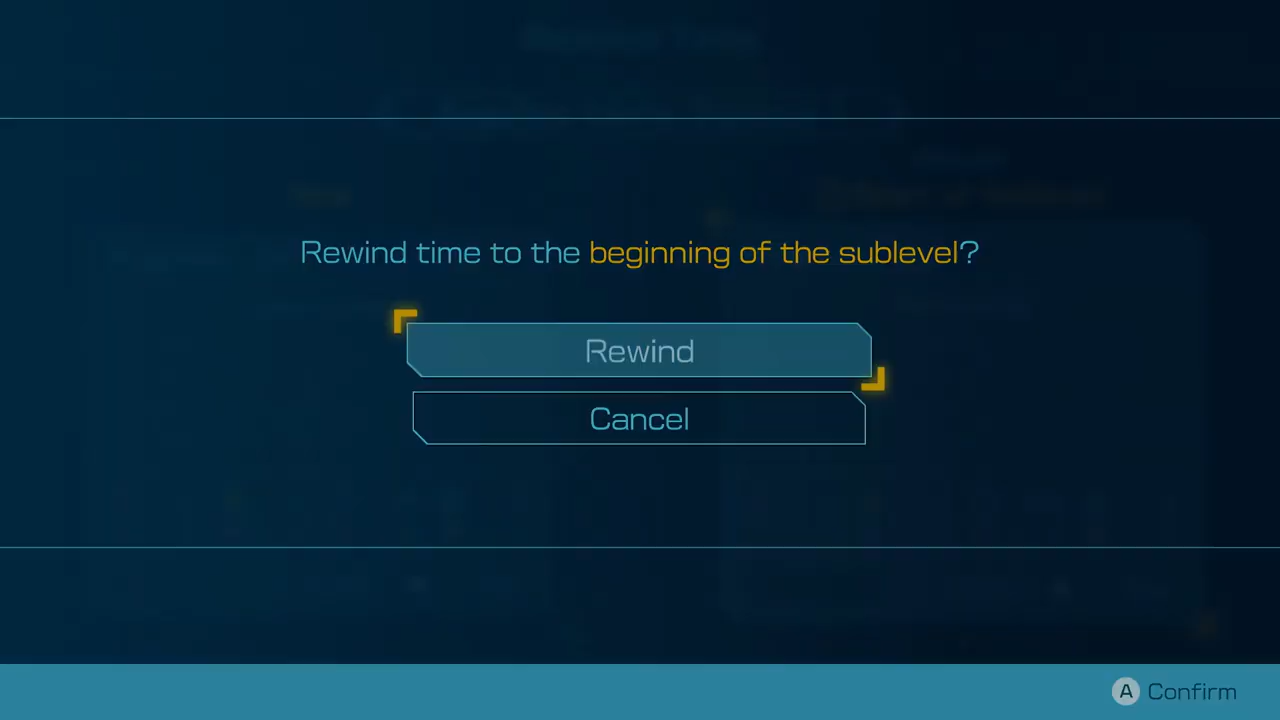 Rewind time to the beginning of the sublevel?
Rewind
Cancel
A Confirm